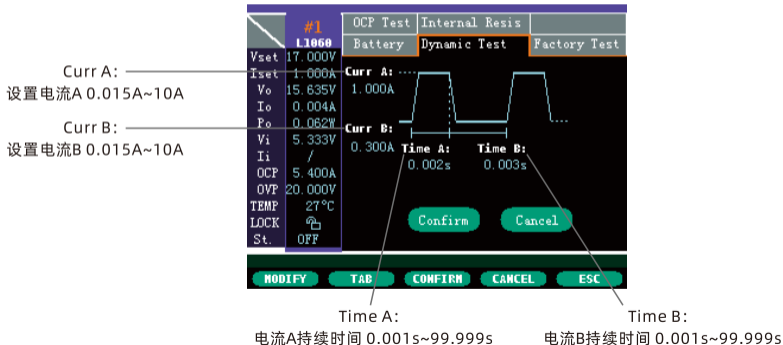 #1
L1060
OCP Test
Internal Resis
Battery
Dynamic Test
Factory Test
Vset 17.000V
Iset 1.000A
Vo 15.635V
Io 0.004A
Po 0.062W
Vi 5.333V
Ii /
OCP 5.400A
OVP 20.000V
TEMP 27°C
LOCK
St. OFF
Curr A:
1.000A
Curr B:
0.300A
Time A:
0.002s
Time B:
0.003s
Confirm
Cancel
MODIFY
TAB
CONFIRM
CANCEL
ESC
Curr A:
设置电流A 0.015A~10A
Curr B:
设置电流B 0.015A~10A
Time A:
电流A持续时间 0.001s~99.999s
Time B:
电流B持续时间 0.001s~99.999s